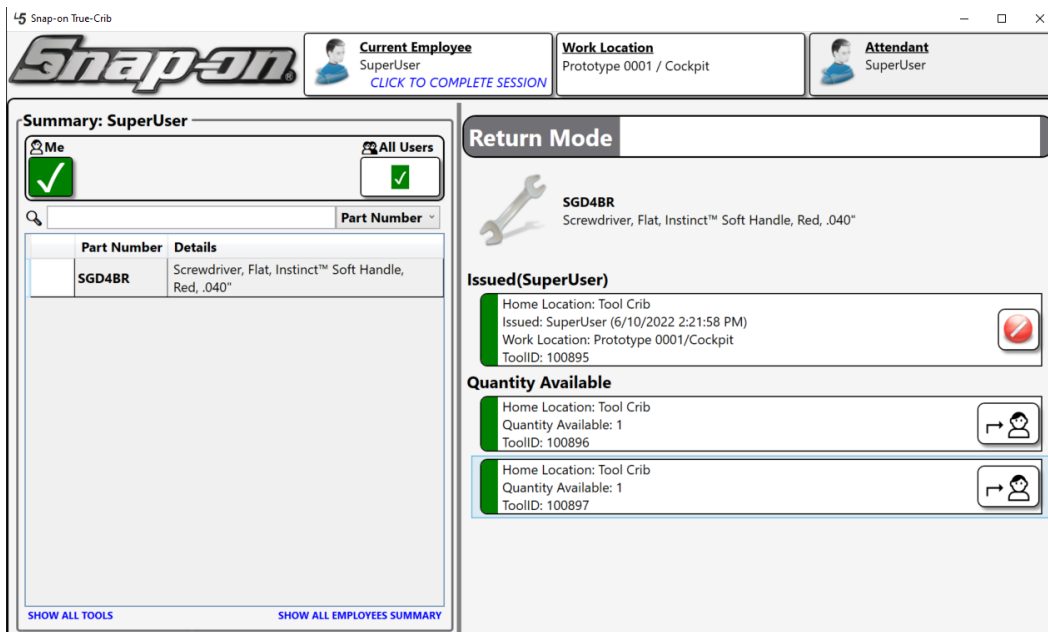 Snap-on True-Crib
Snap-on
®
Current Employee
SuperUser
CLICK TO COMPLETE SESSION
Work Location
Prototype 0001 / Cockpit
Attendant
SuperUser
Summary: SuperUser
Me
All Users
Part Number
Part Number Details
SGD4BR
Screwdriver, Flat, Instinct™ Soft Handle,
Red, .040"
SHOW ALL TOOLS
SHOW ALL EMPLOYEES SUMMARY
Return Mode
SGD4BR
Screwdriver, Flat, Instinct™ Soft Handle, Red, .040"
Issued(SuperUser)
Home Location: Tool Crib
Issued: SuperUser (6/10/2022 2:21:58 PM)
Work Location: Prototype 0001/Cockpit
ToolID: 100895
Quantity Available
Home Location: Tool Crib
Quantity Available: 1
ToolID: 100896
Home Location: Tool Crib
Quantity Available: 1
ToolID: 100897